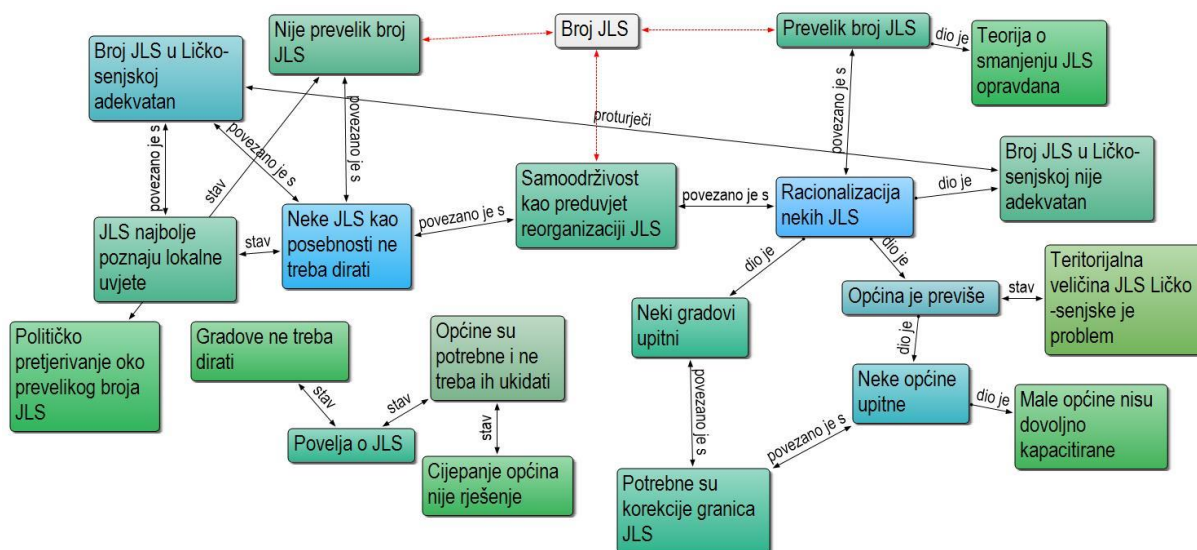 Nije prevelik broj
JLS
Broj JLS
Prevelik broj JLS
dio je
Teorija o
smanjenju JLS
opravdana
Broj JLS u Ličko-
senjskoj
adekvatan
proturječi
povezano je s
povezano je s
povezano je s
stav
povezano je s
Broj JLS u Ličko-
senjskoj nije
adekvatan
dio je
Samoodrživost
kao preduvjet
reorganizaciji JLS
povezano je s
Racionalizacija
nekih JLS
Neke JLS kao
posebnosti ne
treba dirati
povezano je s
JLS najbolje
poznaju lokalne
uvjete
stav
dio je
dio je
Teritorijalna
veličina JLS Ličko
-senjske je
problem
stav
Općina je previše
Neki gradovi
upitni
dio je
Političko
pretjerivanje oko
prevelikog broja
JLS
Gradove ne treba
dirati
Općine su
potrebne i ne
treba ih ukidati
stav
stav
Povelja o JLS
stav
Cijepanje općina
nije rješenje
povezano je s
Neke općine
upitne
dio je
Male općine nisu
dovoljno
kapacitirane
povezano je s
Potrebne su
korekcije granica
JLS